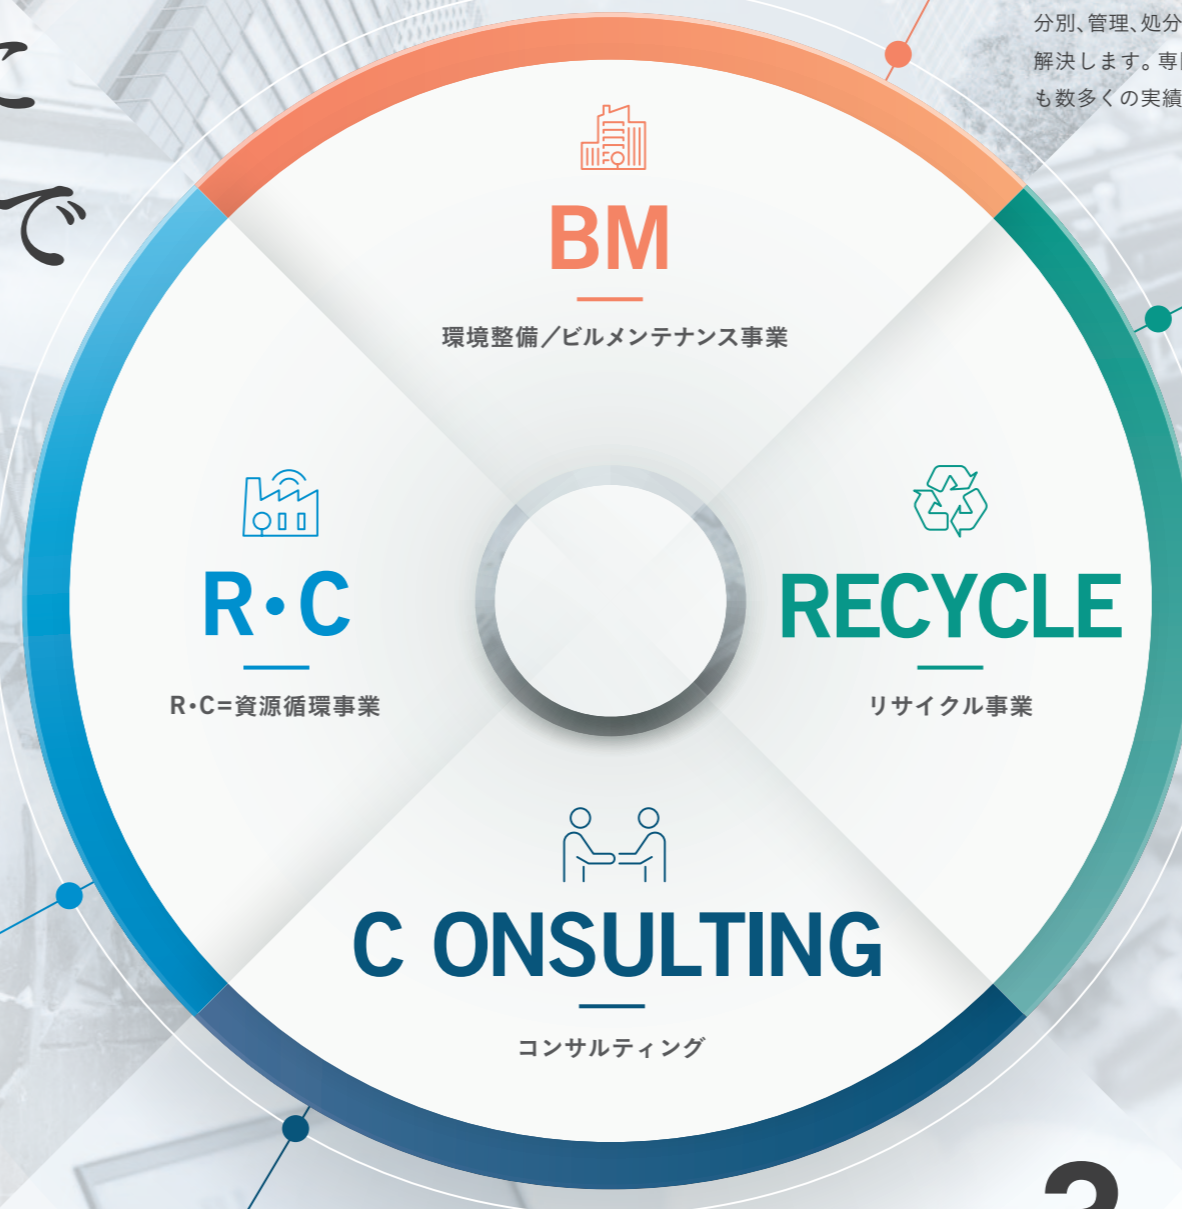 に
で
分別、管理、処分
解決します。専
も数多くの実績
BM
環境整備／ビルメンテナンス事業
R・C
R・C=資源循環事業
RECYCLE
リサイクル事業
C ONSULTING
コンサルティング